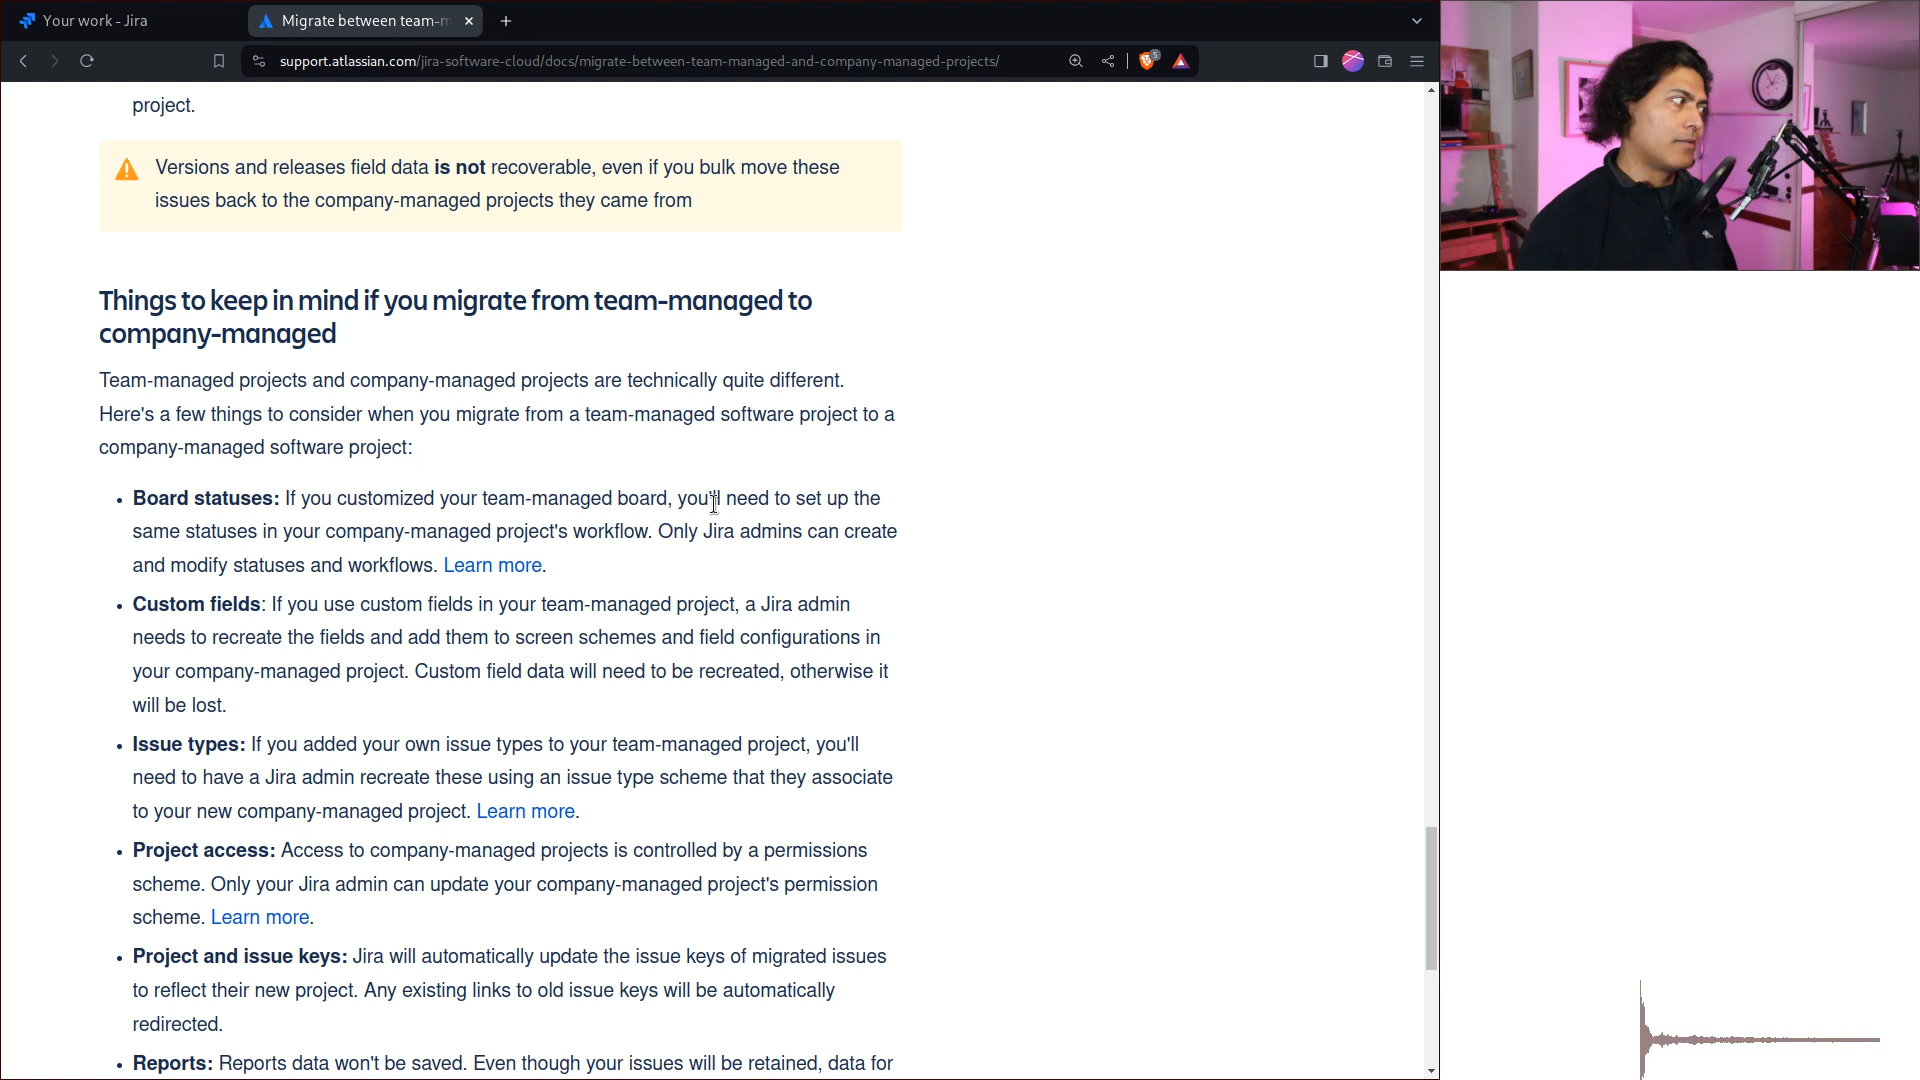 Your work - Jira
Migrate between team-m
support.atlassian.com/jira-software-cloud/docs/migrate-between-team-managed-and-company-managed-projects/
5
project.
Versions and releases field data is not recoverable, even if you bulk move these
issues back to the company-managed projects they came from
Things to keep in mind if you migrate from team-managed to
company-managed
Team-managed projects and company-managed projects are technically quite different.
Here's a few things to consider when you migrate from a team-managed software project to a
company-managed software project:
• Board statuses: If you customized your team-managed board, you'll need to set up the
same statuses in your company-managed project's workflow. Only Jira admins can create
and modify statuses and workflows. Learn more.
• Custom fields: If you use custom fields in your team-managed project, a Jira admin
needs to recreate the fields and add them to screen schemes and field configurations in
your company-managed project. Custom field data will need to be recreated, otherwise it
will be lost.
• Issue types: If you added your own issue types to your team-managed project, you'll
need to have a Jira admin recreate these using an issue type scheme that they associate
to your new company-managed project. Learn more.
• Project access: Access to company-managed projects is controlled by a permissions
scheme. Only your Jira admin can update your company-managed project's permission
scheme. Learn more.
• Project and issue keys: Jira will automatically update the issue keys of migrated issues
to reflect their new project. Any existing links to old issue keys will be automatically
redirected.
• Reports: Reports data won't be saved. Even though your issues will be retained, data for